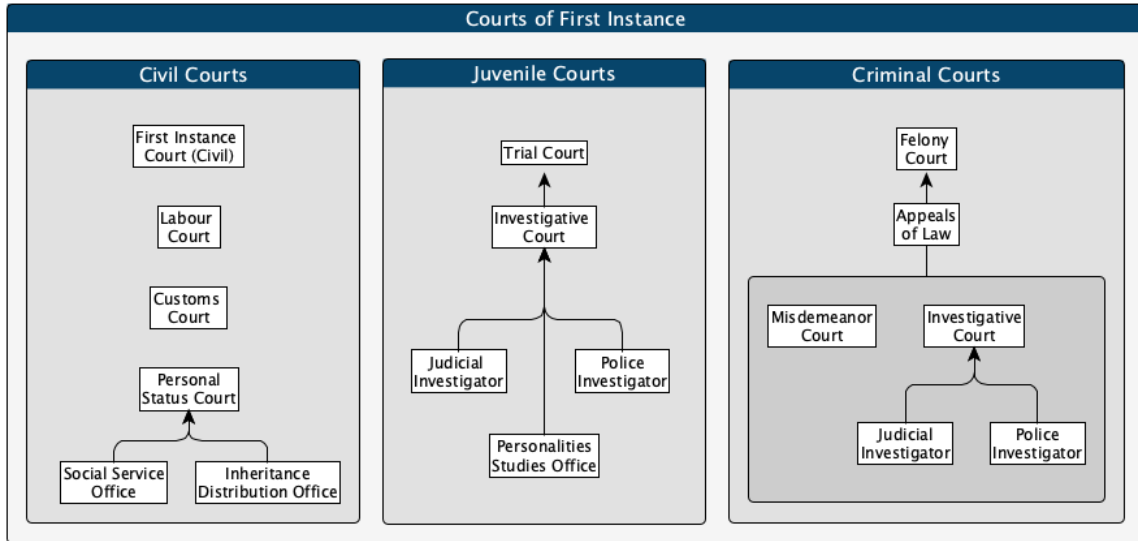 Courts of First Instance
Civil Courts
First Instance
Court (Civil)
Labour
Court
Customs
Court
Personal
Status Court
Social Service
Office
Inheritance
Distribution Office
Juvenile Courts
Trial Court
Investigative
Court
Judicial
Investigator
Police
Investigator
Personalities
Studies Office
Criminal Courts
Felony
Court
Appeals
of Law
Misdemeanor
Court
Investigative
Court
Judicial
Investigator
Police
Investigator